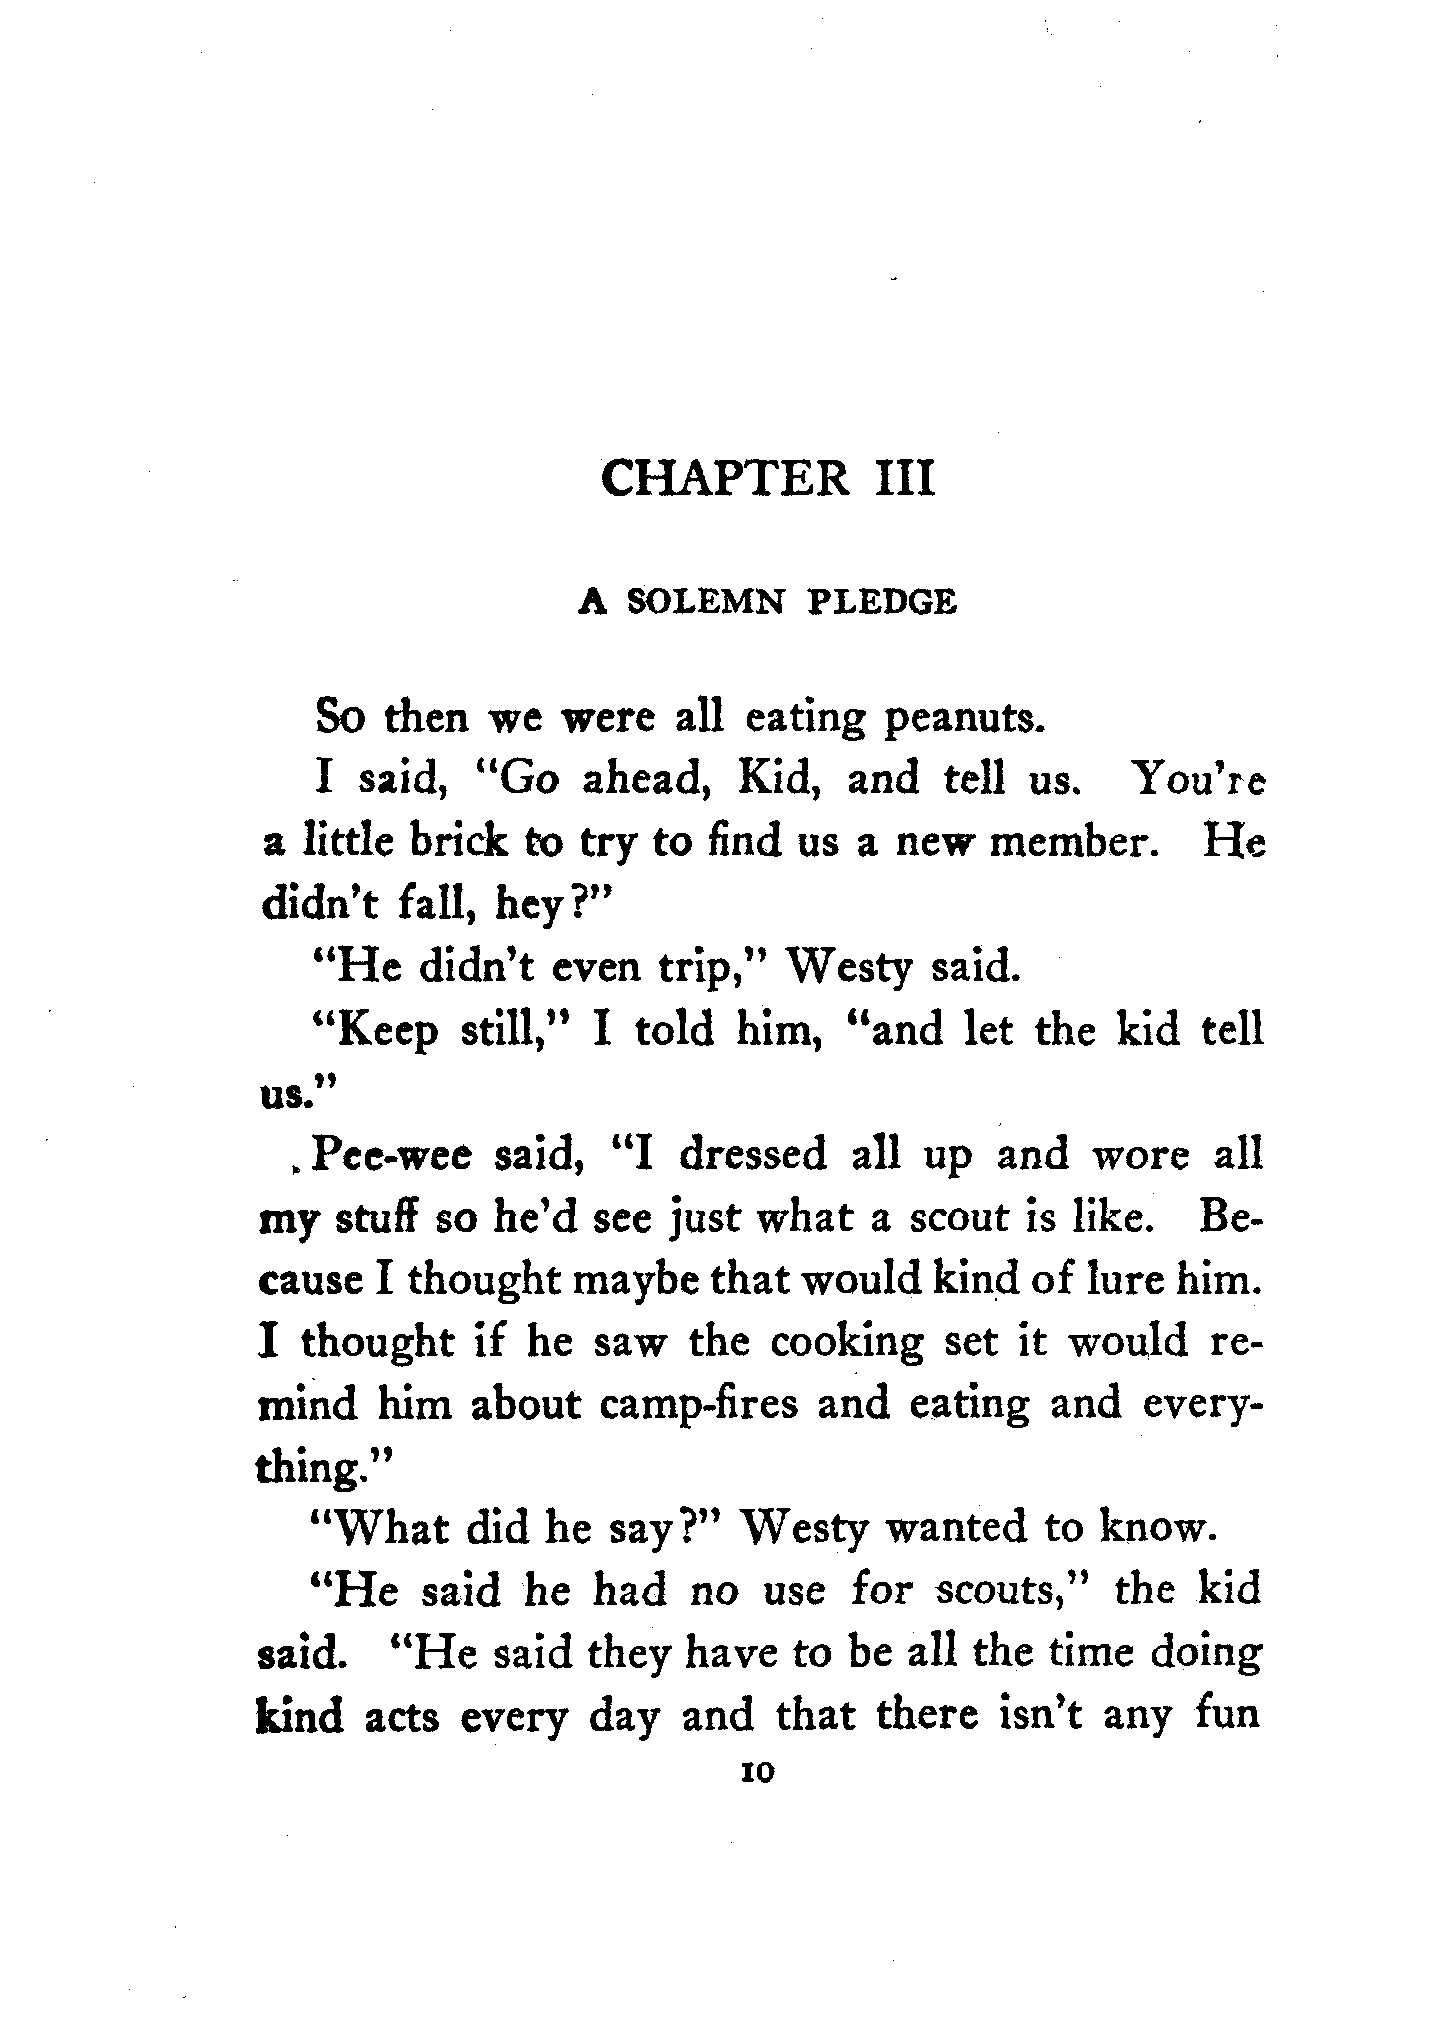 CHAPTER III
A SOLEMN PLEDGE
So then we were all eating peanuts.
I said, "Go ahead, Kid, and tell us. You're
a little brick to try to find us a new member. He
didn't fall, hey?"
"He didn't even trip," Westy said.
"Keep still," I told him, "and let the kid tell
us."
Pee-wee said, "I dressed all up and wore all
my stuff so he'd see just what a scout is like. Be-
cause I thought maybe that would kind of lure him.
I thought if he saw the cooking set it would re-
mind him about camp-fires and eating and every-
thing."
"What did he say?" Westy wanted to know.
"He said he had no use for scouts," the kid
said. "He said they have to be all the time doing
kind acts every day and that there isn't any fun
10